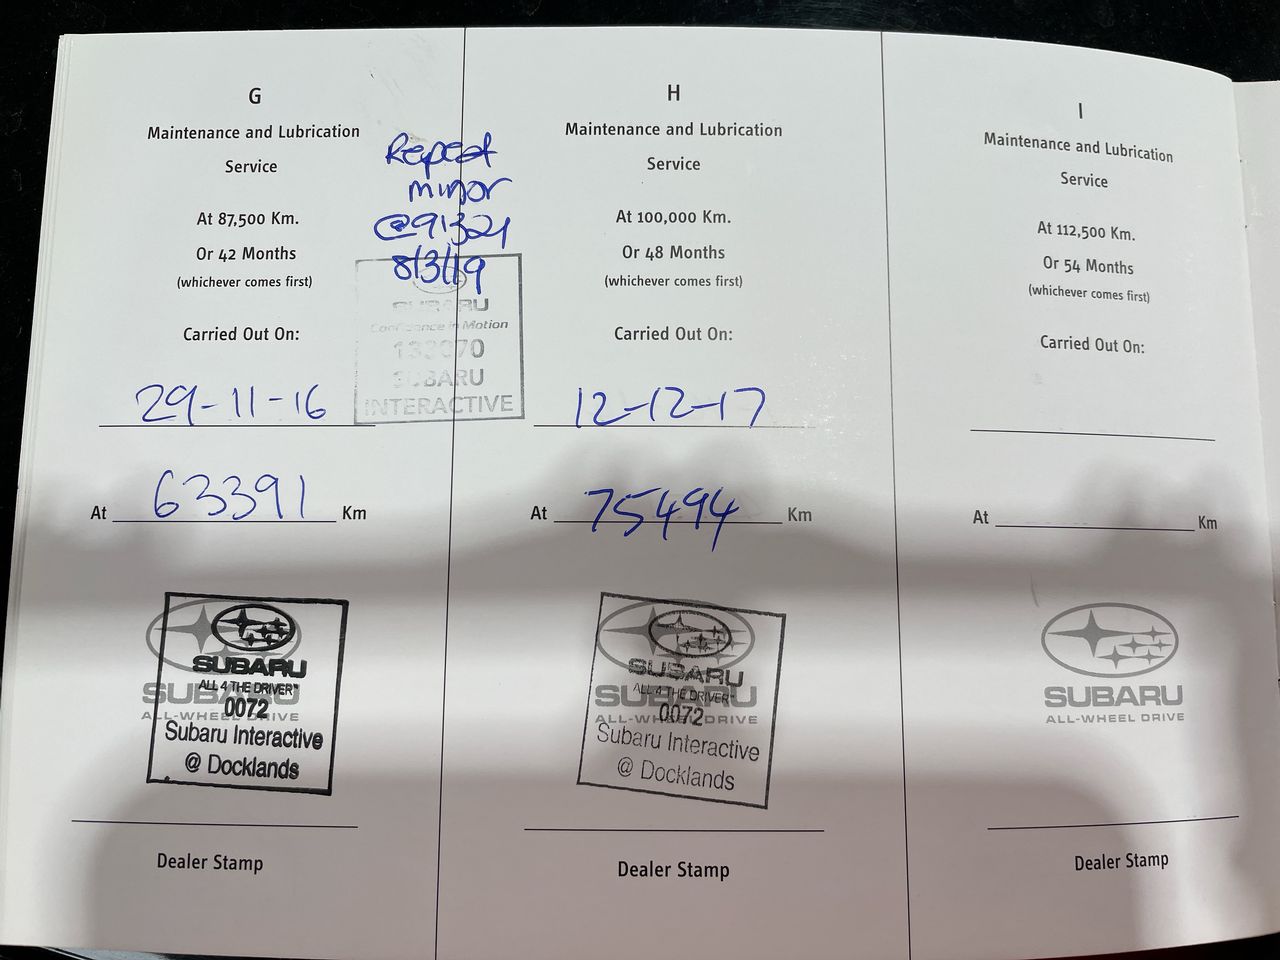 G
Maintenance and Lubrication
Service
At 87,500 Km.
Or 42 Months
(whichever comes first)
Carried Out On:
29-11-16
At 63391 Km
SUBARU
ALL 4 THE DRIVER™
0072
Subaru Interactive
@ Docklands
SUBARU
ALL-WHEEL DRIVE
Dealer Stamp
Repeat
minor
@91321
8/3/19
SUBARU
Confidence in Motion
133070
SUBARU
INTERACTIVE
H
Maintenance and Lubrication
Service
At 100,000 Km.
Or 48 Months
(whichever comes first)
Carried Out On:
12-12-17
At 75494 Km
SUBARU
ALL 4 THE DRIVER™
0072
Subaru Interactive
@ Docklands
SUBARU
ALL-WHEEL DRIVE
Dealer Stamp
I
Maintenance and Lubrication
Service
At 112,500 Km.
Or 54 Months
(whichever comes first)
Carried Out On:
At Km
SUBARU
ALL-WHEEL DRIVE
Dealer Stamp